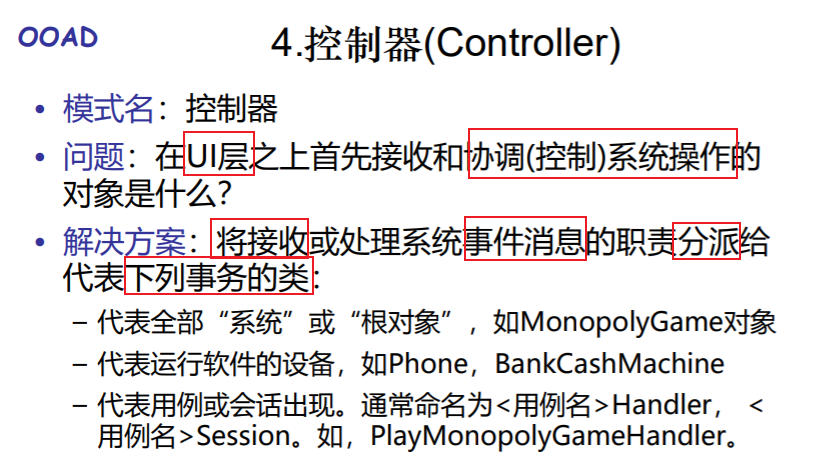 OOAD
4.控制器(Controller)
• 模式名：控制器
• 问题：在UI层之上首先接收和协调(控制)系统操作的
对象是什么?
• 解决方案：将接收或处理系统事件消息的职责分派给
代表下列事务的类：
– 代表全部“系统”或“根对象”，如MonopolyGame对象
– 代表运行软件的设备，如Phone，BankCashMachine
– 代表用例或会话出现。通常命名为<用例名>Handler， <
用例名>Session。如，PlayMonopolyGameHandler。